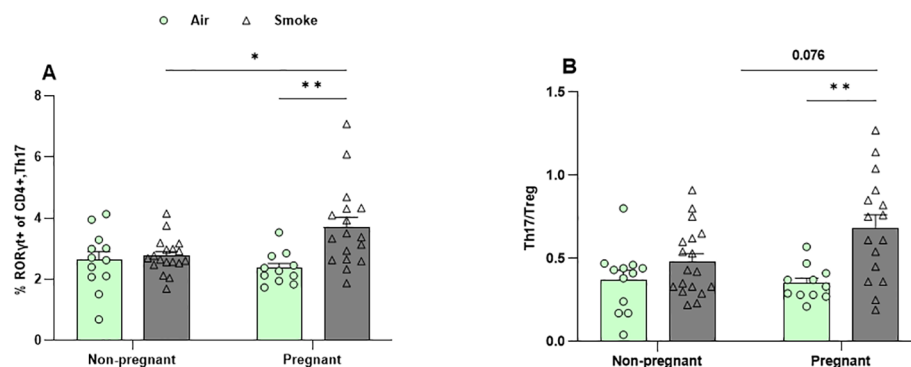 Air Smoke
A
*
**
% RORγt+ of CD4+,Th17
8
6
4
2
0
Non-pregnant Pregnant
B
0.076
**
Th17/Treg
1.5
1.0
0.5
0.0
Non-pregnant Pregnant